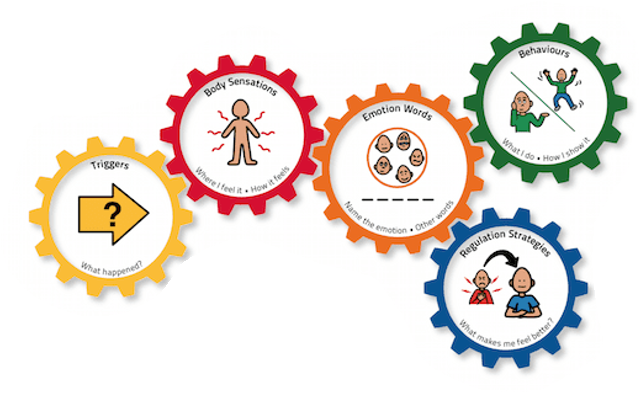 Triggers
?
What happened?
Body Sensations
Where I feel it • How it feels
Emotion Words
Name the emotion • Other words
Behaviours
What I do • How I show it
Regulation Strategies
What makes me feel better?